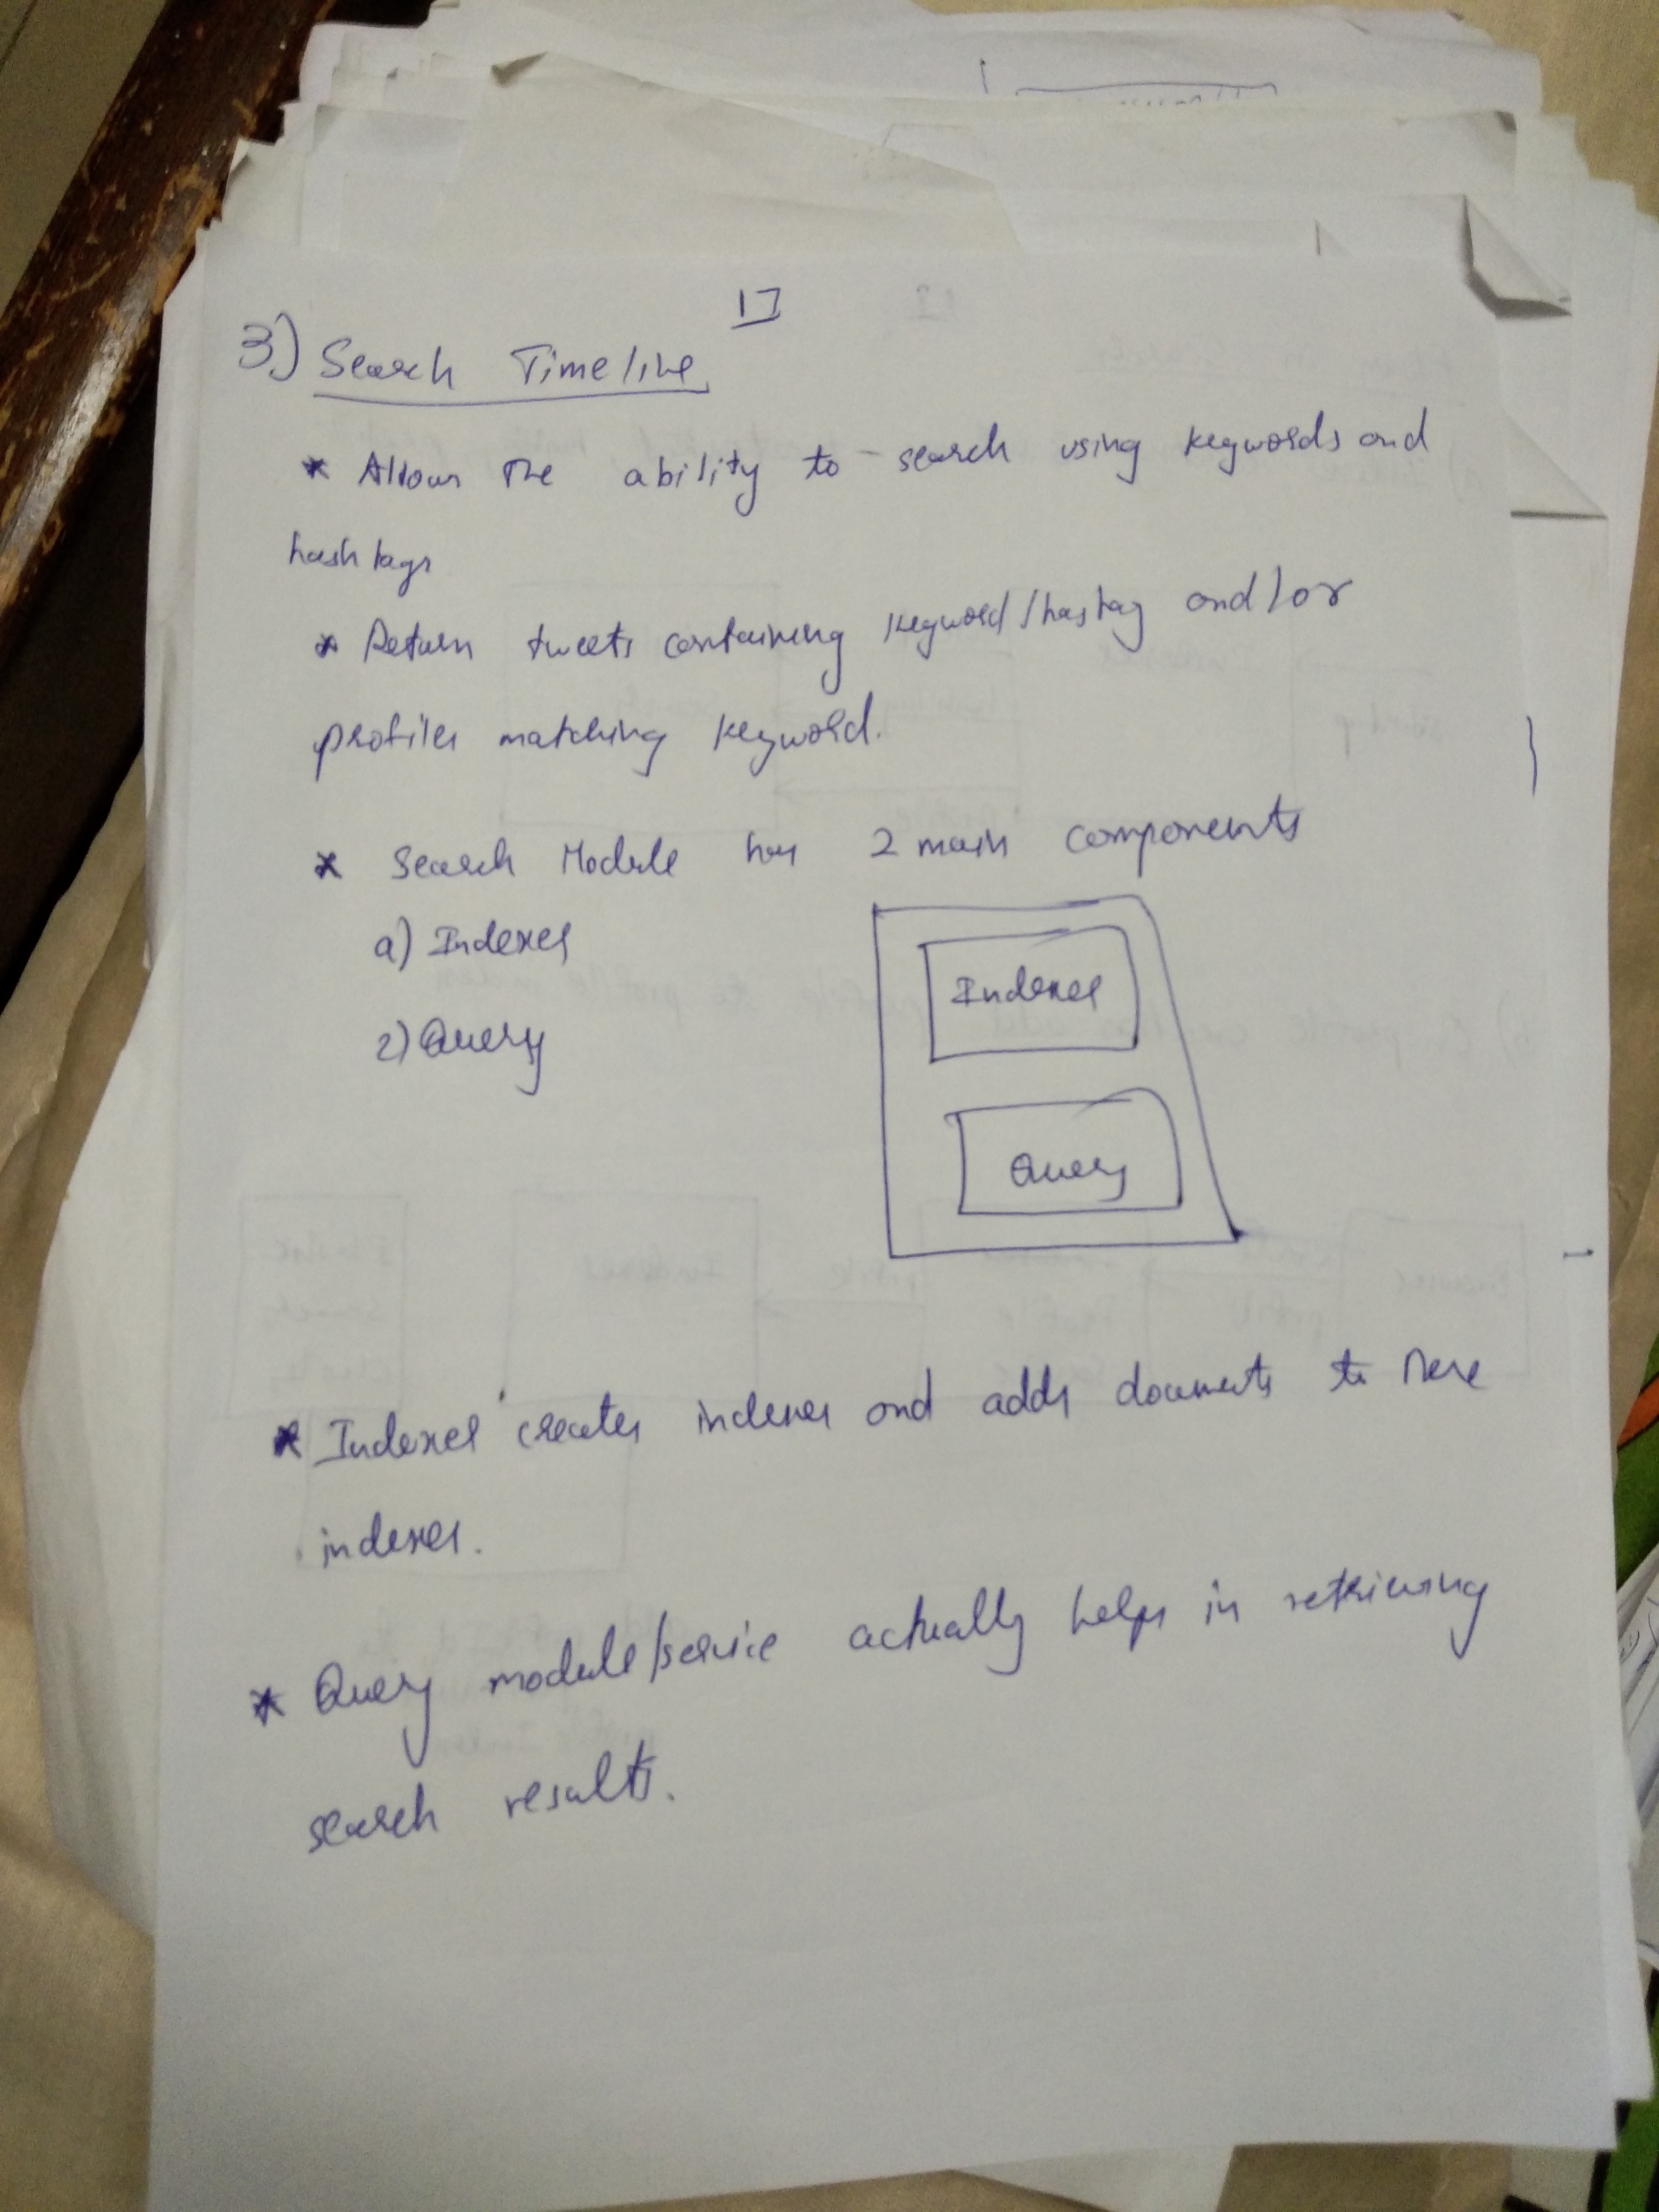 17
3.) Search Timeline
* Allows the ability to search using keywords and
hashtags
* Return tweets containing keyword/hastag and/or
profiles matching keyword.
* Search Module has 2 main components
a) Indexer
2) Query
Indexer
Query
* Indexer creates indexes and adds documents to these
indexes.
* Query module/service actually helps in retrieving
search results.